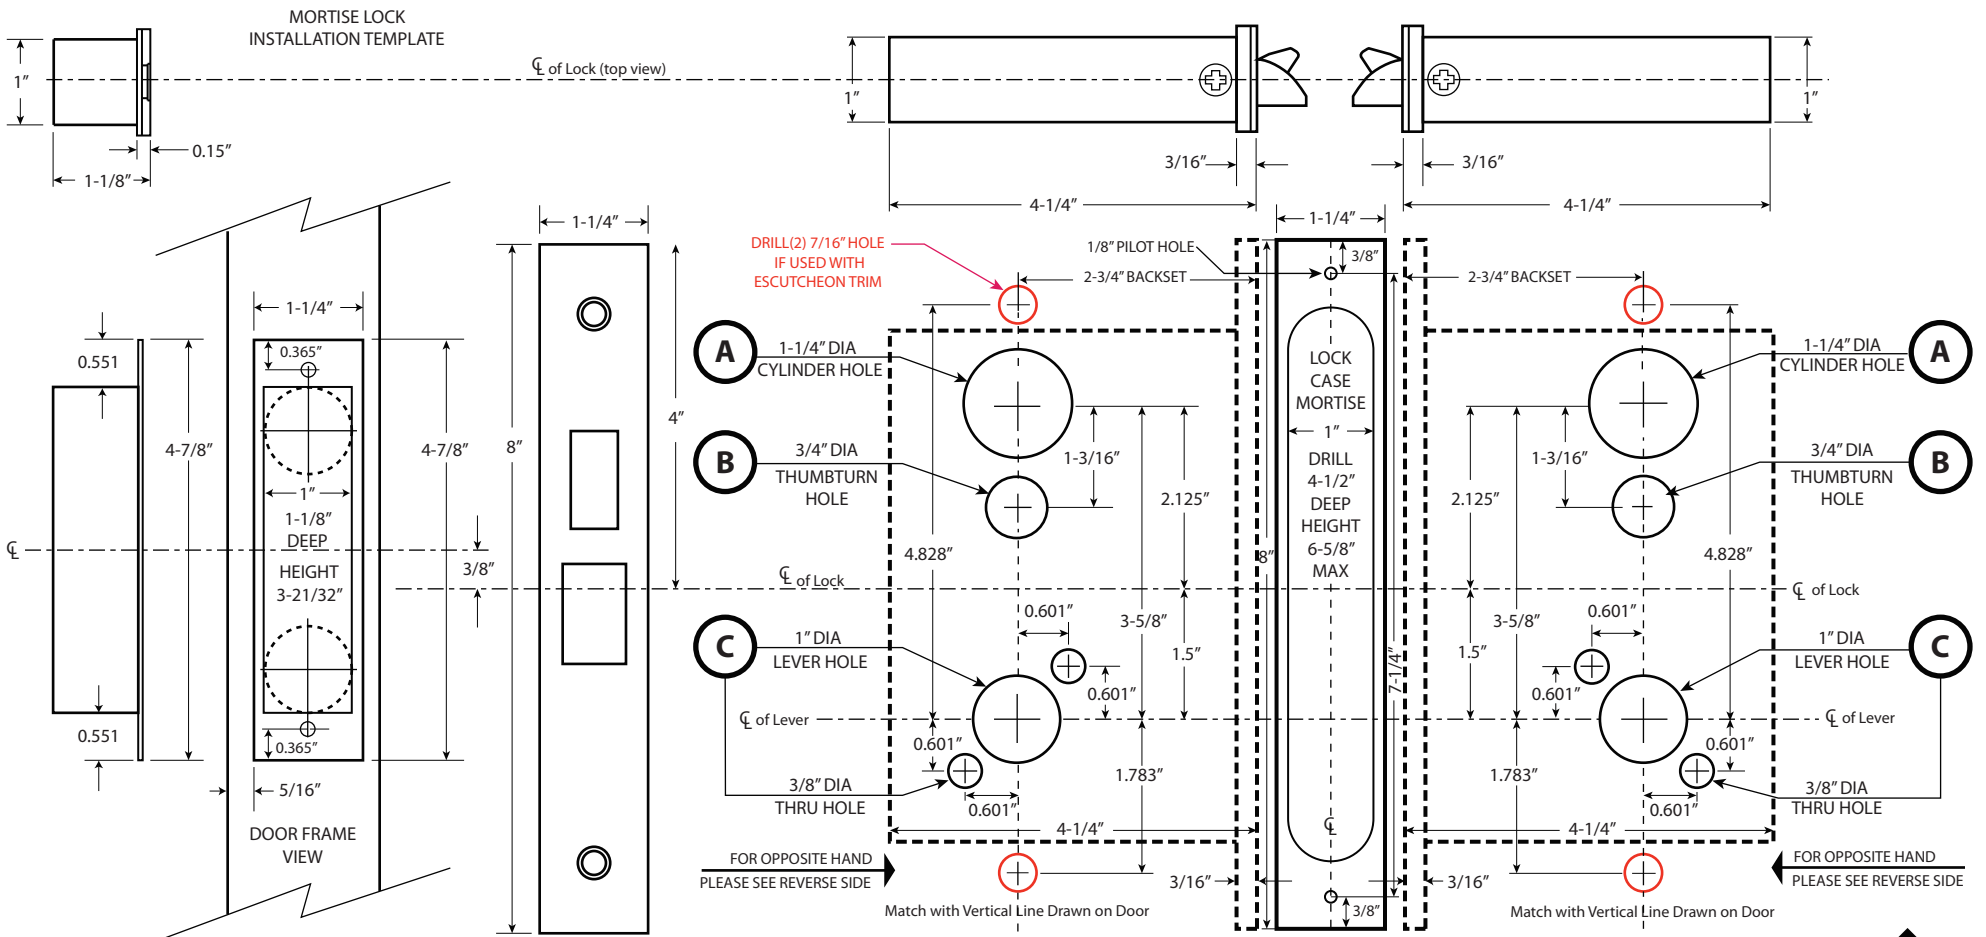 MORTISE LOCK
INSTALLATION TEMPLATE
℄ of Lock (top view)
1”
0.15”
1-1/8”
1”
3/16”
4-1/4”
1”
3/16”
4-1/4”
1-1/4”
0.551
4-7/8”
0.551
℄
1-1/4”
0.365”
1”
1-1/8”
DEEP
HEIGHT
3-21/32”
0.365”
4-7/8”
5/16”
DOOR FRAME
VIEW
3/8”
1-1/4”
8”
4”
DRILL(2) 7/16” HOLE
IF USED WITH
ESCUTCHEON TRIM
1/8” PILOT HOLE
2-3/4” BACKSET
3/8”
2-3/4” BACKSET
A
1-1/4” DIA
CYLINDER HOLE
B
3/4” DIA
THUMBTURN
HOLE
C
1” DIA
LEVER HOLE
3/8” DIA
THRU HOLE
1-3/16”
2.125”
4.828”
℄ of Lock
0.601”
3-5/8”
1.5”
0.601”
℄ of Lever
0.601”
1.783”
0.601”
4-1/4”
FOR OPPOSITE HAND
PLEASE SEE REVERSE SIDE
Match with Vertical Line Drawn on Door
3/16”
LOCK
CASE
MORTISE
1”
DRILL
4-1/2”
DEEP
HEIGHT
6-5/8”
MAX
8”
7-1/4”
℄
3/8”
3/16”
1-1/4” DIA
CYLINDER HOLE
A
3/4” DIA
THUMBTURN
HOLE
B
1” DIA
LEVER HOLE
C
3/8” DIA
THRU HOLE
1-3/16”
2.125”
4.828”
℄ of Lock
0.601”
3-5/8”
1.5”
0.601”
℄ of Lever
0.601”
1.783”
0.601”
4-1/4”
FOR OPPOSITE HAND
PLEASE SEE REVERSE SIDE
Match with Vertical Line Drawn on Door